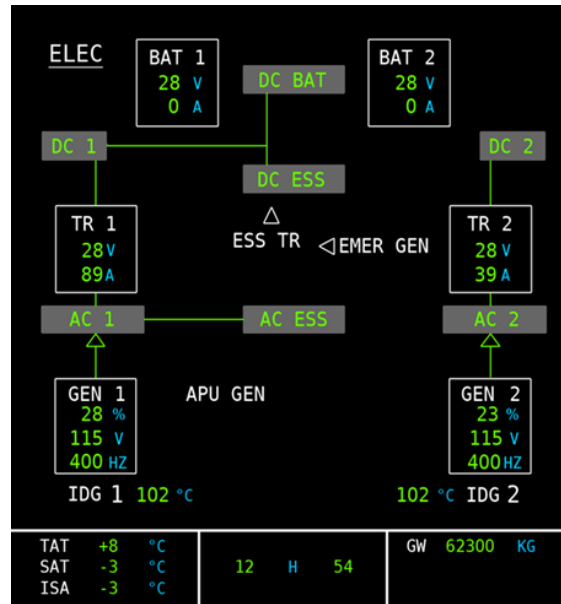 ELEC
BAT 1
28 V
0 A
DC BAT
BAT 2
28 V
0 A
DC 1
DC 2
DC ESS
TR 1
28 V
89 A
ESS TR
EMER GEN
TR 2
28 V
39 A
AC 1
AC ESS
AC 2
GEN 1
28 %
115 V
400 HZ
APU GEN
GEN 2
23 %
115 V
400 HZ
IDG 1 102 °C
102 °C IDG 2
TAT +8 °C
SAT -3 °C
ISA -3 °C
12 H 54
GW 62300 KG